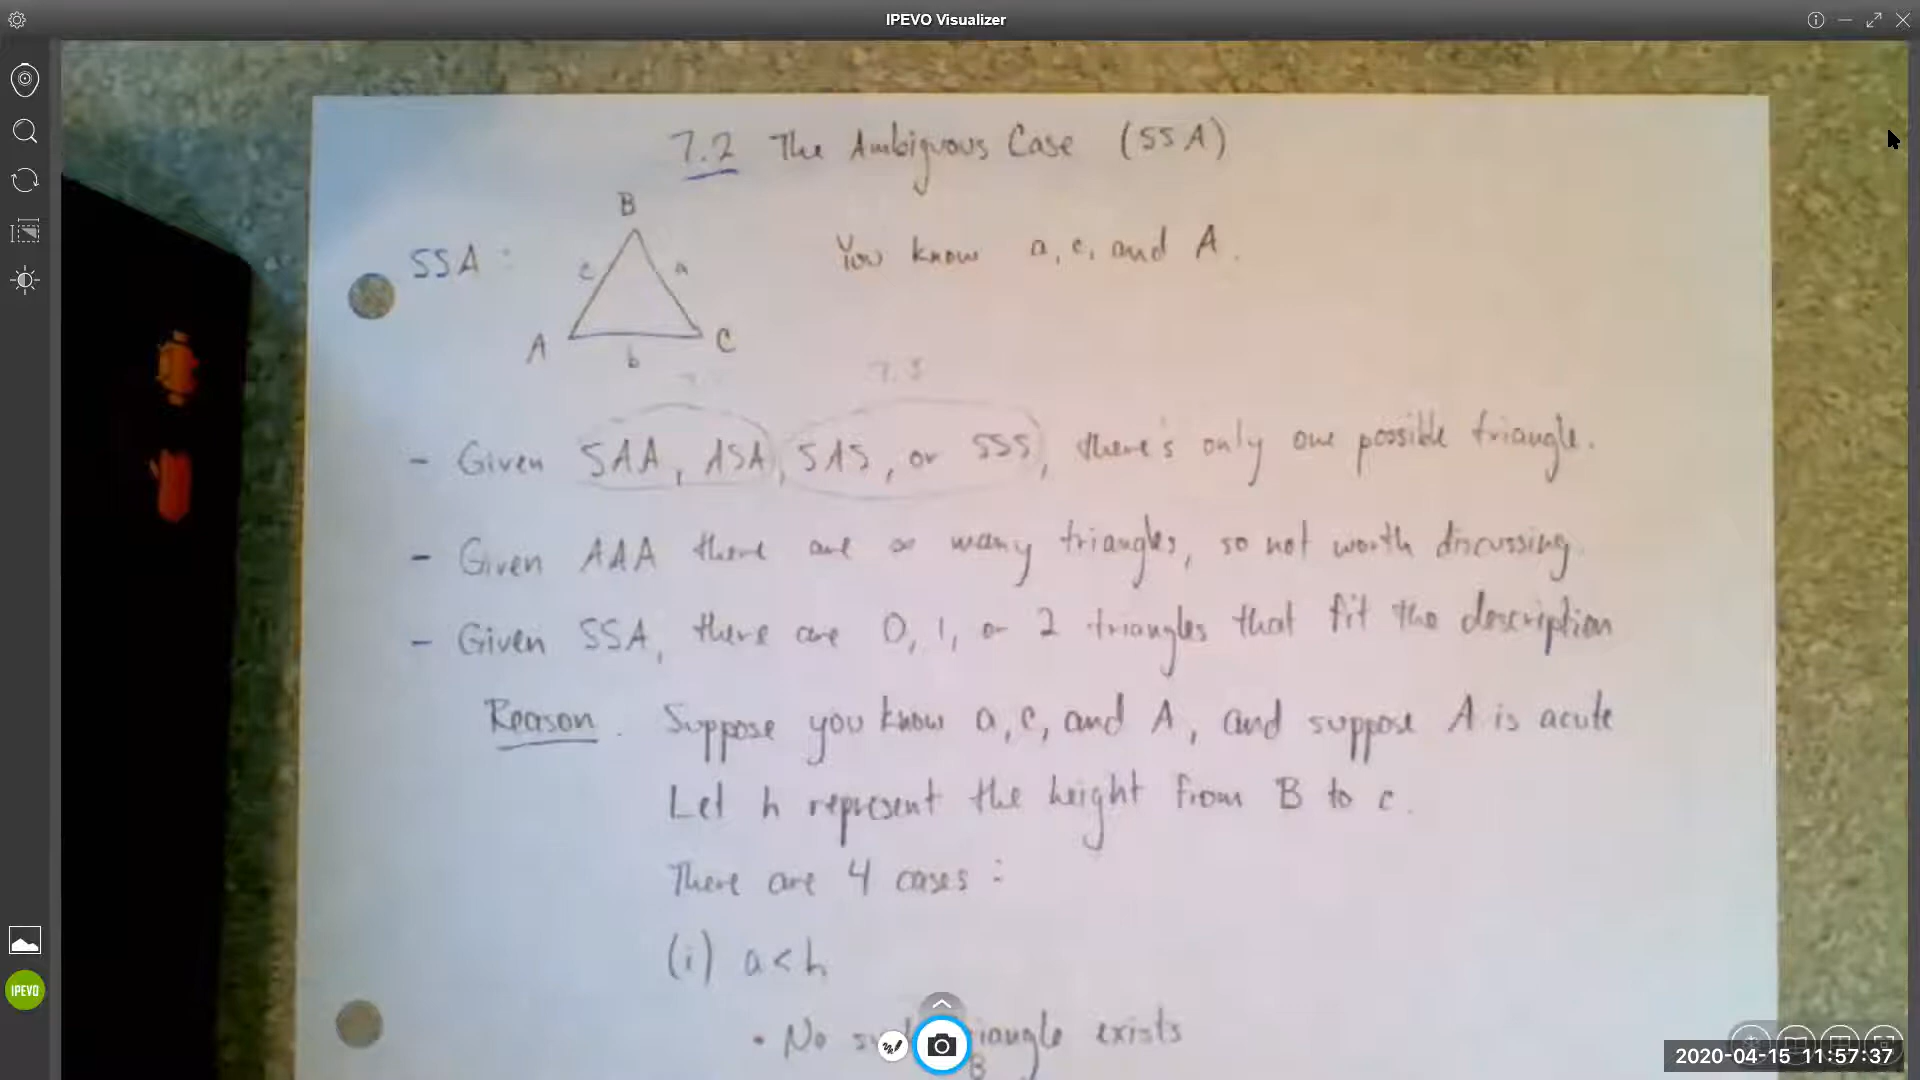 IPEVO Visualizer
7.2 The Ambiguous Case (SSA)
B
SSA : c a You know a, c, and A.
A b C
7.3
- Given SAA, ASA, SAS, or SSS, there's only one possible triangle.
- Given AAA there are ∞ many triangles, so not worth discussing.
- Given SSA, there are 0, 1, or 2 triangles that fit the description
Reason. Suppose you know a, c, and A, and suppose A is acute
Let h represent the height from B to c.
There are 4 cases :
(i) a < h
• No triangle exists
B
IPEVO
2020-04-15 11:57:37